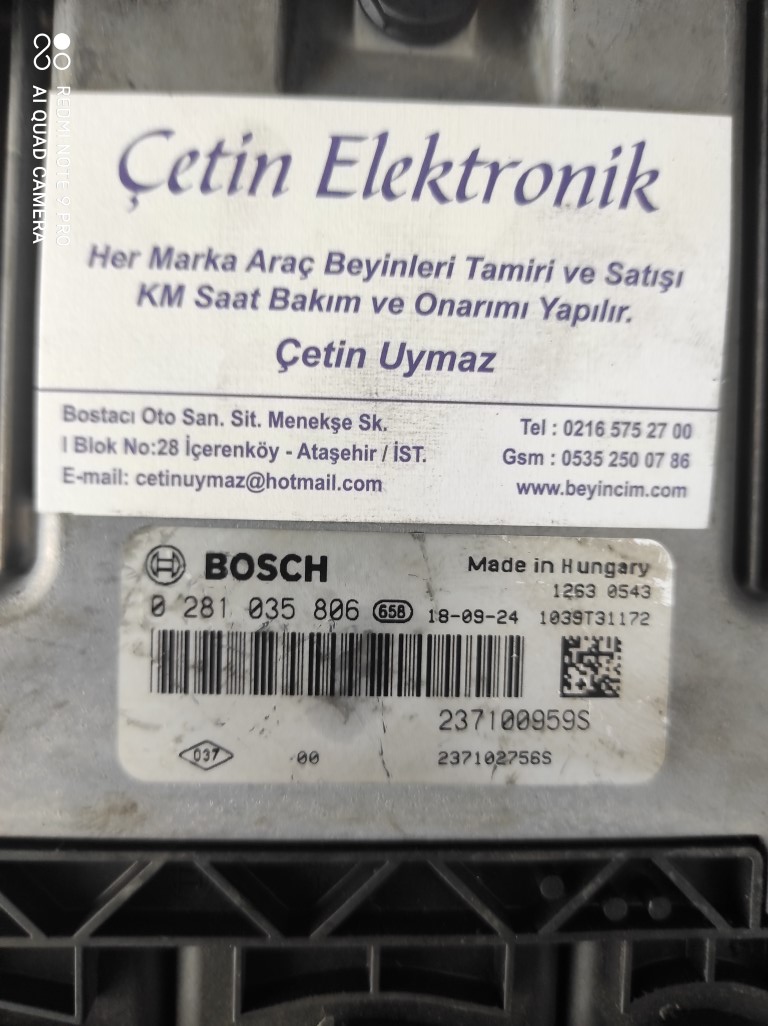 REDMI NOTE 9 PRO
AI QUAD CAMERA
Çetin Elektronik
Her Marka Araç Beyinleri Tamiri ve Satışı
KM Saat Bakım ve Onarımı Yapılır.
Çetin Uymaz
Bostacı Oto San. Sit. Menekşe Sk.
I Blok No:28 İçerenköy - Ataşehir / İST.
E-mail: cetinuymaz@hotmail.com
Tel : 0216 575 27 00
Gsm : 0535 250 07 86
www.beyincim.com
BOSCH
Made in Hungary
1263 0543
0 281 035 806 658 18-09-24 1039T31172
237100959S
037 00 237102756S